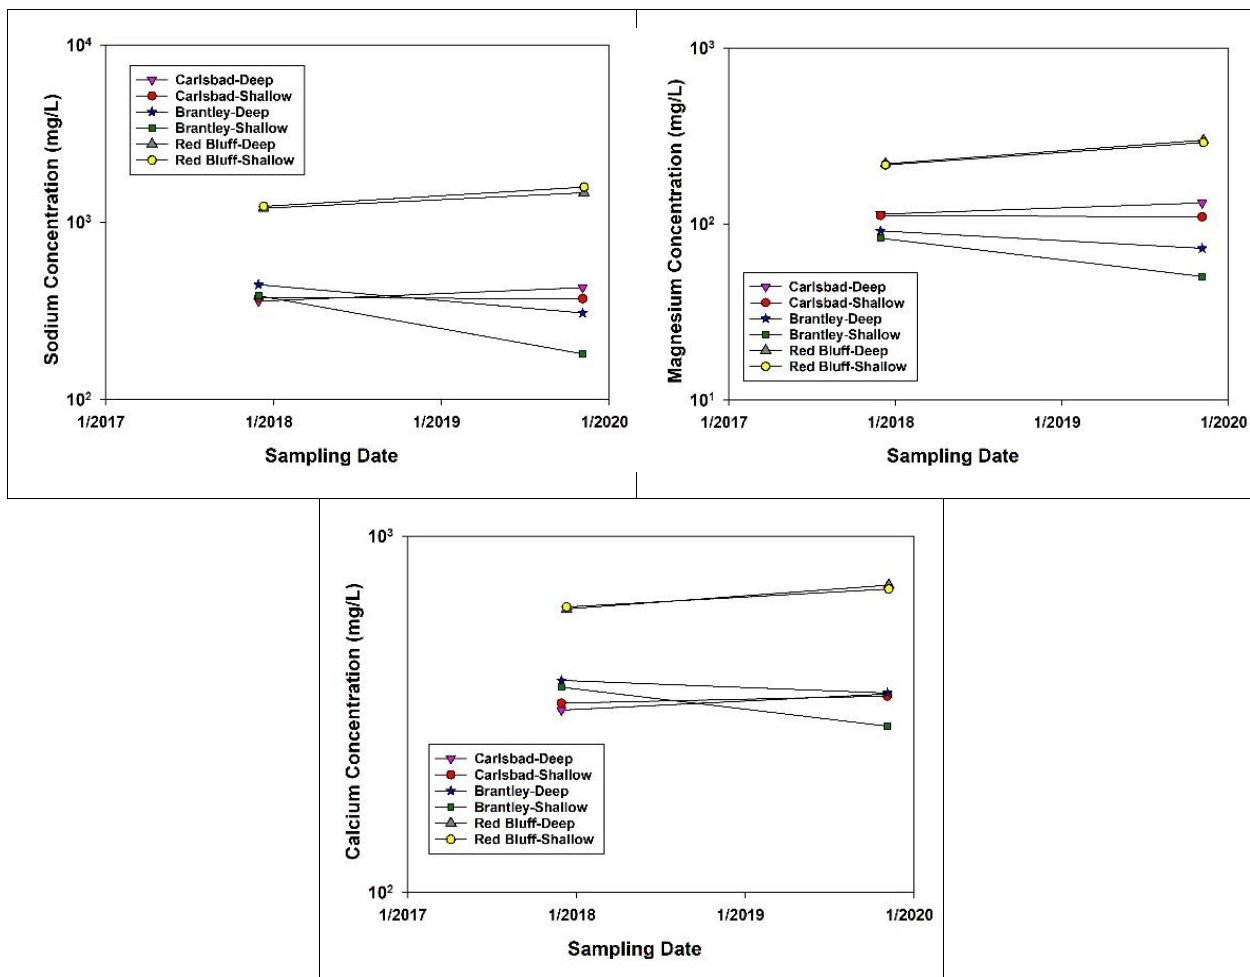 10⁴
Sodium Concentration (mg/L)
Carlsbad-Deep
Carlsbad-Shallow
Brantley-Deep
Brantley-Shallow
Red Bluff-Deep
Red Bluff-Shallow
10³
10²
1/2017 1/2018 1/2019 1/2020
Sampling Date
10³
Magnesium Concentration (mg/L)
10²
Carlsbad-Deep
Carlsbad-Shallow
Brantley-Deep
Brantley-Shallow
Red Bluff-Deep
Red Bluff-Shallow
10¹
1/2017 1/2018 1/2019 1/2020
Sampling Date
10³
Calcium Concentration (mg/L)
Carlsbad-Deep
Carlsbad-Shallow
Brantley-Deep
Brantley-Shallow
Red Bluff-Deep
Red Bluff-Shallow
10²
1/2017 1/2018 1/2019 1/2020
Sampling Date